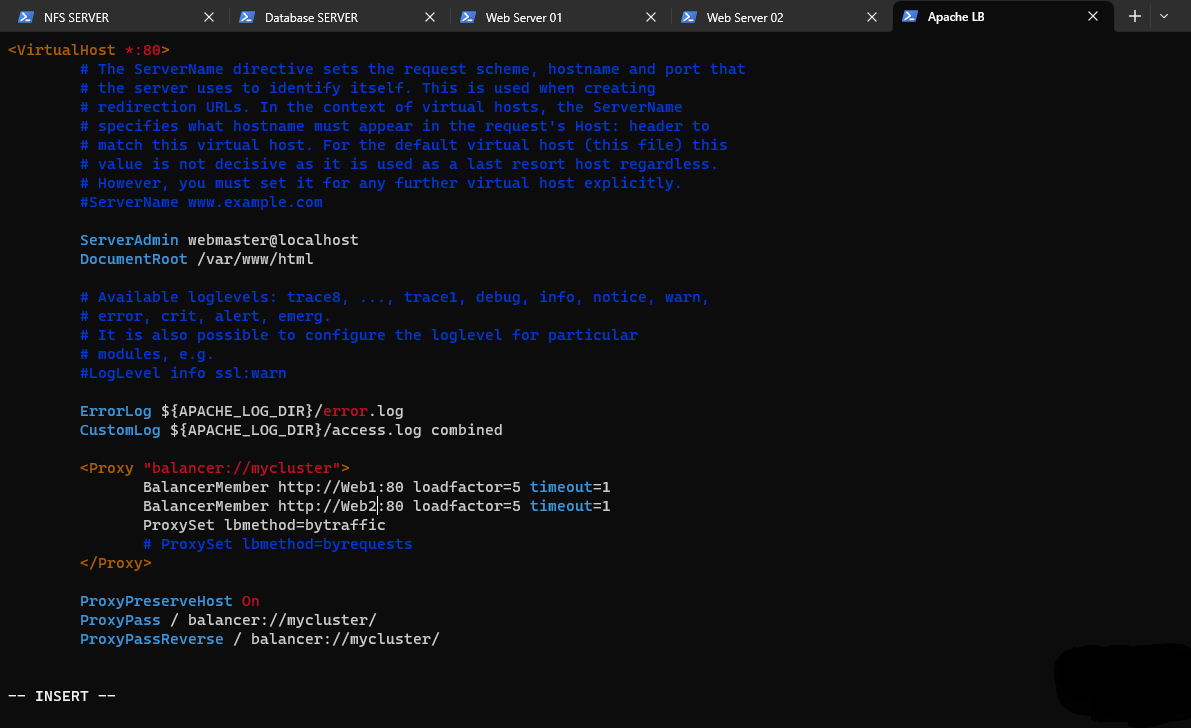 NFS SERVER
Database SERVER
Web Server 01
Web Server 02
Apache LB
<VirtualHost *:80>
# The ServerName directive sets the request scheme, hostname and port that
# the server uses to identify itself. This is used when creating
# redirection URLs. In the context of virtual hosts, the ServerName
# specifies what hostname must appear in the request's Host: header to
# match this virtual host. For the default virtual host (this file) this
# value is not decisive as it is used as a last resort host regardless.
# However, you must set it for any further virtual host explicitly.
#ServerName www.example.com
ServerAdmin webmaster@localhost
DocumentRoot /var/www/html
# Available loglevels: trace8, ..., trace1, debug, info, notice, warn,
# error, crit, alert, emerg.
# It is also possible to configure the loglevel for particular
# modules, e.g.
#LogLevel info ssl:warn
ErrorLog ${APACHE_LOG_DIR}/error.log
CustomLog ${APACHE_LOG_DIR}/access.log combined
<Proxy "balancer://mycluster">
BalancerMember http://Web1:80 loadfactor=5 timeout=1
BalancerMember http://Web2:80 loadfactor=5 timeout=1
ProxySet lbmethod=bytraffic
# ProxySet lbmethod=byrequests
</Proxy>
ProxyPreserveHost On
ProxyPass / balancer://mycluster/
ProxyPassReverse / balancer://mycluster/
-- INSERT --